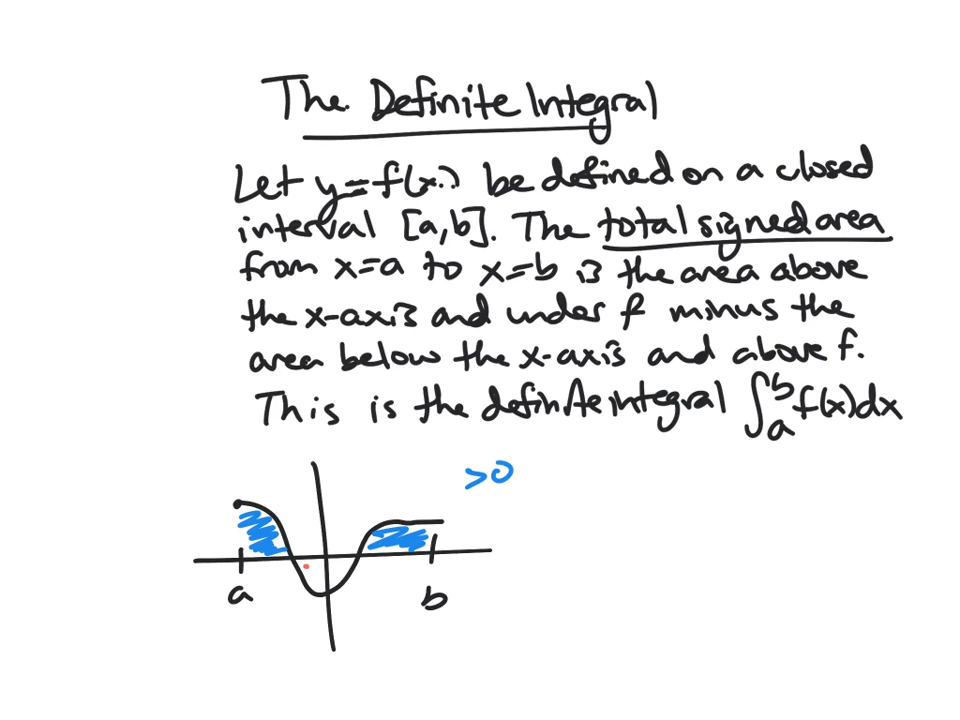 The Definite Integral
Let y=f(x) be defined on a closed
interval [a,b]. The total signed area
from x=a to x=b is the area above
the x-axis and under f minus the
area below the x-axis and above f.
This is the definite integral ∫_a^b f(x)dx
>0
a b